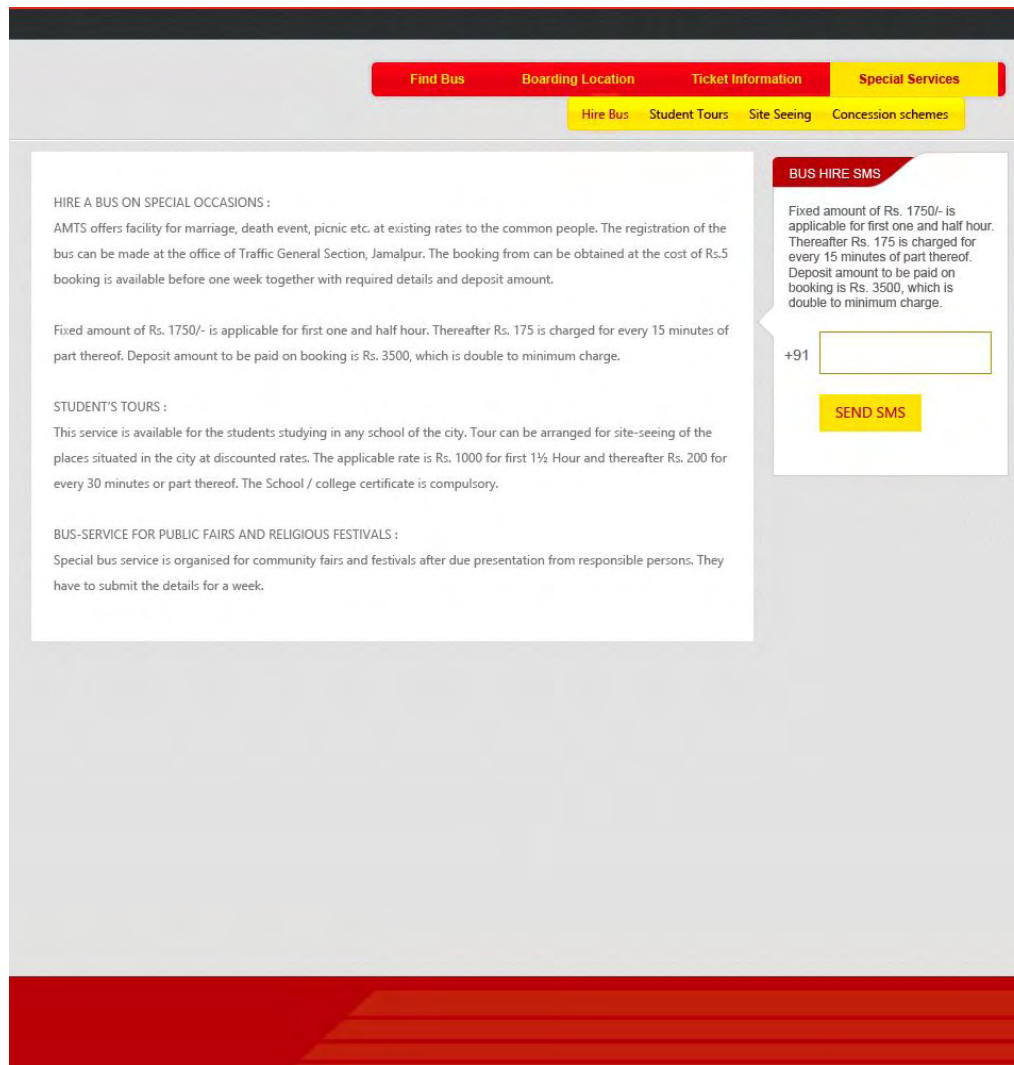 Find Bus Boarding Location Ticket Information Special Services
Hire Bus Student Tours Site Seeing Concession schemes
HIRE A BUS ON SPECIAL OCCASIONS :
AMTS offers facility for marriage, death event, picnic etc. at existing rates to the common people. The registration of the
bus can be made at the office of Traffic General Section, Jamalpur. The booking from can be obtained at the cost of Rs.5
booking is available before one week together with required details and deposit amount.
Fixed amount of Rs. 1750/- is applicable for first one and half hour. Thereafter Rs. 175 is charged for every 15 minutes of
part thereof. Deposit amount to be paid on booking is Rs. 3500, which is double to minimum charge.
STUDENT'S TOURS :
This service is available for the students studying in any school of the city. Tour can be arranged for site-seeing of the
places situated in the city at discounted rates. The applicable rate is Rs. 1000 for first 1½ Hour and thereafter Rs. 200 for
every 30 minutes or part thereof. The School / college certificate is compulsory.
BUS-SERVICE FOR PUBLIC FAIRS AND RELIGIOUS FESTIVALS :
Special bus service is organised for community fairs and festivals after due presentation from responsible persons. They
have to submit the details for a week.
BUS HIRE SMS
Fixed amount of Rs. 1750/- is
applicable for first one and half hour.
Thereafter Rs. 175 is charged for
every 15 minutes of part thereof.
Deposit amount to be paid on
booking is Rs. 3500, which is
double to minimum charge.
+91
SEND SMS